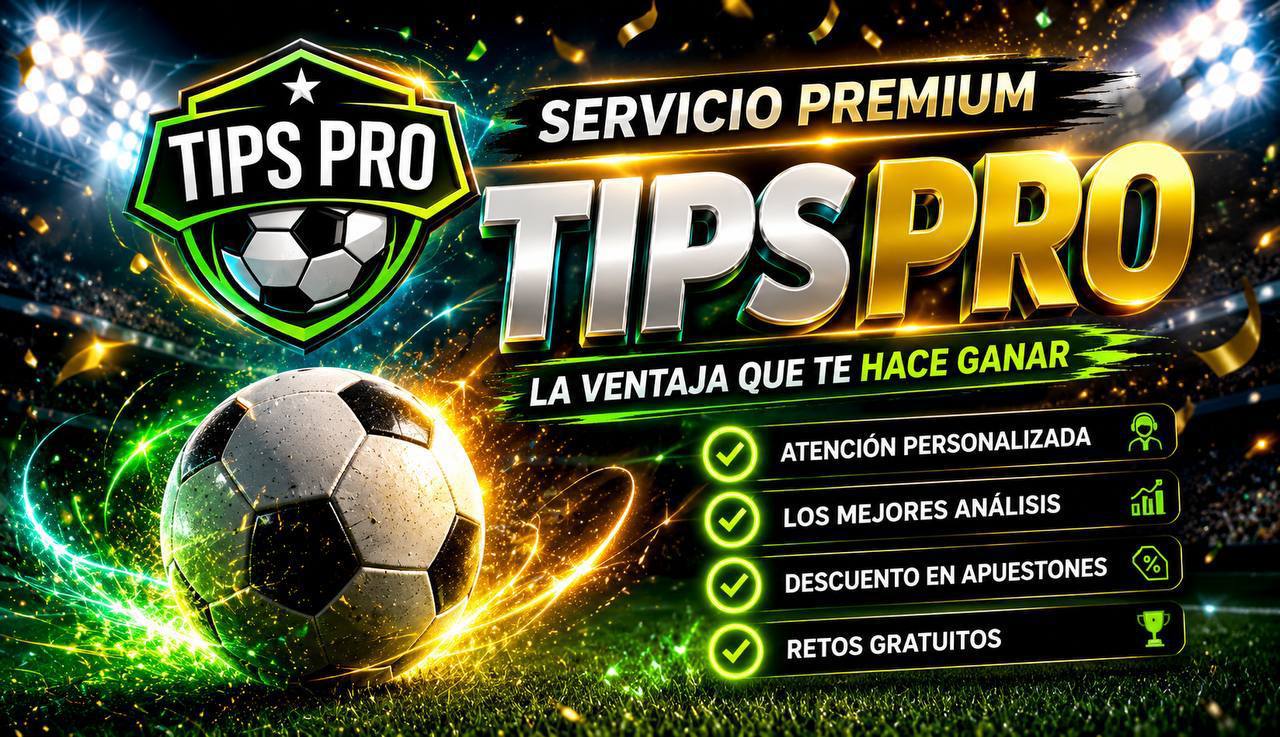 TIPS PRO
SERVICIO PREMIUM
TIPS PRO
LA VENTAJA QUE TE HACE GANAR
ATENCIÓN PERSONALIZADA
LOS MEJORES ANÁLISIS
DESCUENTO EN APUESTONES
%
RETOS GRATUITOS